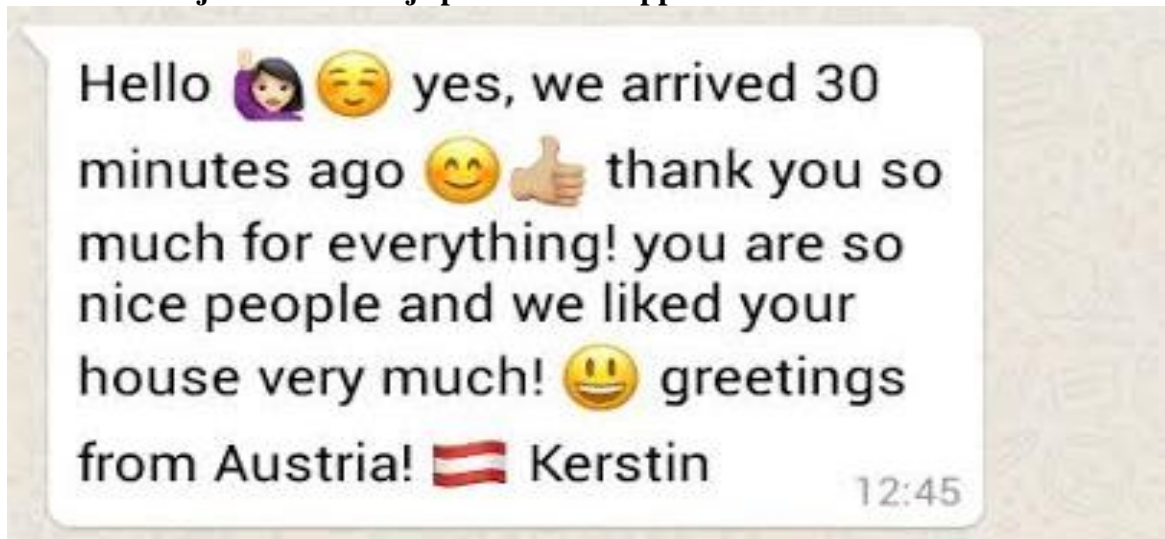 Hello 🙋🏻☺️ yes, we arrived 30
minutes ago 😊👍🏼 thank you so
much for everything! you are so
nice people and we liked your
house very much! 😃 greetings
from Austria! 🇦🇹 Kerstin
12:45